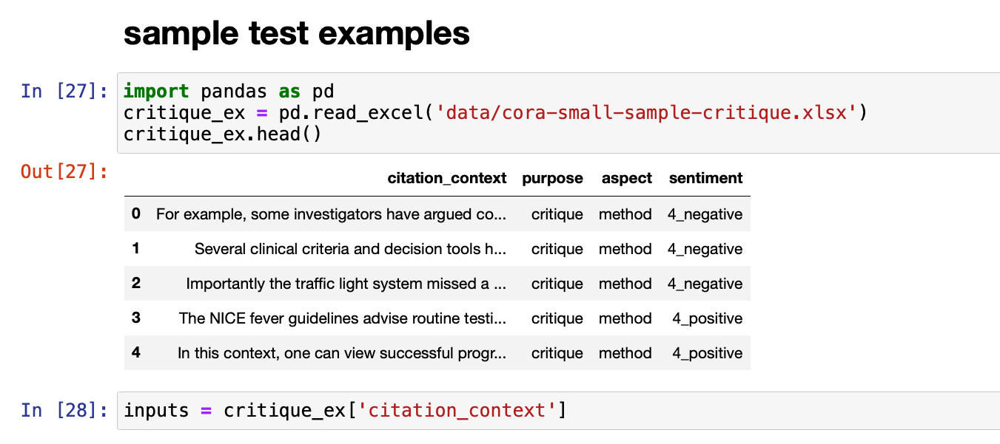 sample test examples
In [27]: import pandas as pd
critique_ex = pd.read_excel('data/cora-small-sample-critique.xlsx')
critique_ex.head()
Out[27]:
citation_context purpose aspect sentiment
0 For example, some investigators have argued co... critique method 4_negative
1 Several clinical criteria and decision tools h... critique method 4_negative
2 Importantly the traffic light system missed a ... critique method 4_negative
3 The NICE fever guidelines advise routine testi... critique method 4_positive
4 In this context, one can view successful progr... critique method 4_positive
In [28]: inputs = critique_ex['citation_context']